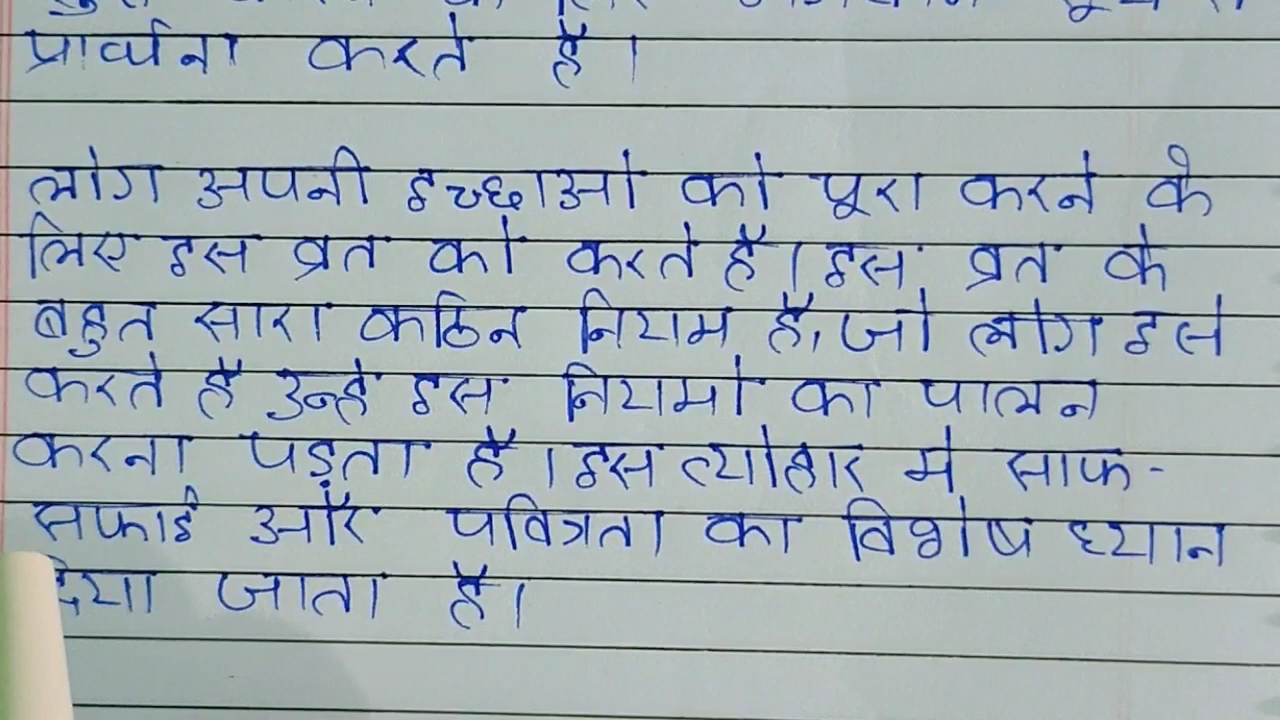 प्रार्थना करते है।
लोग अपनी इच्छाओ को पूरा करने के
लिए इस व्रत को करते है। इस व्रत के
बहुत सारा कठिन नियम है, जो लोग इसे
करते है उन्हे इस नियमो का पालन
करना पड़ता है। इस त्योहार मे साफ-
सफाई और पवित्रता का विशेष ध्यान
दिया जाता है।